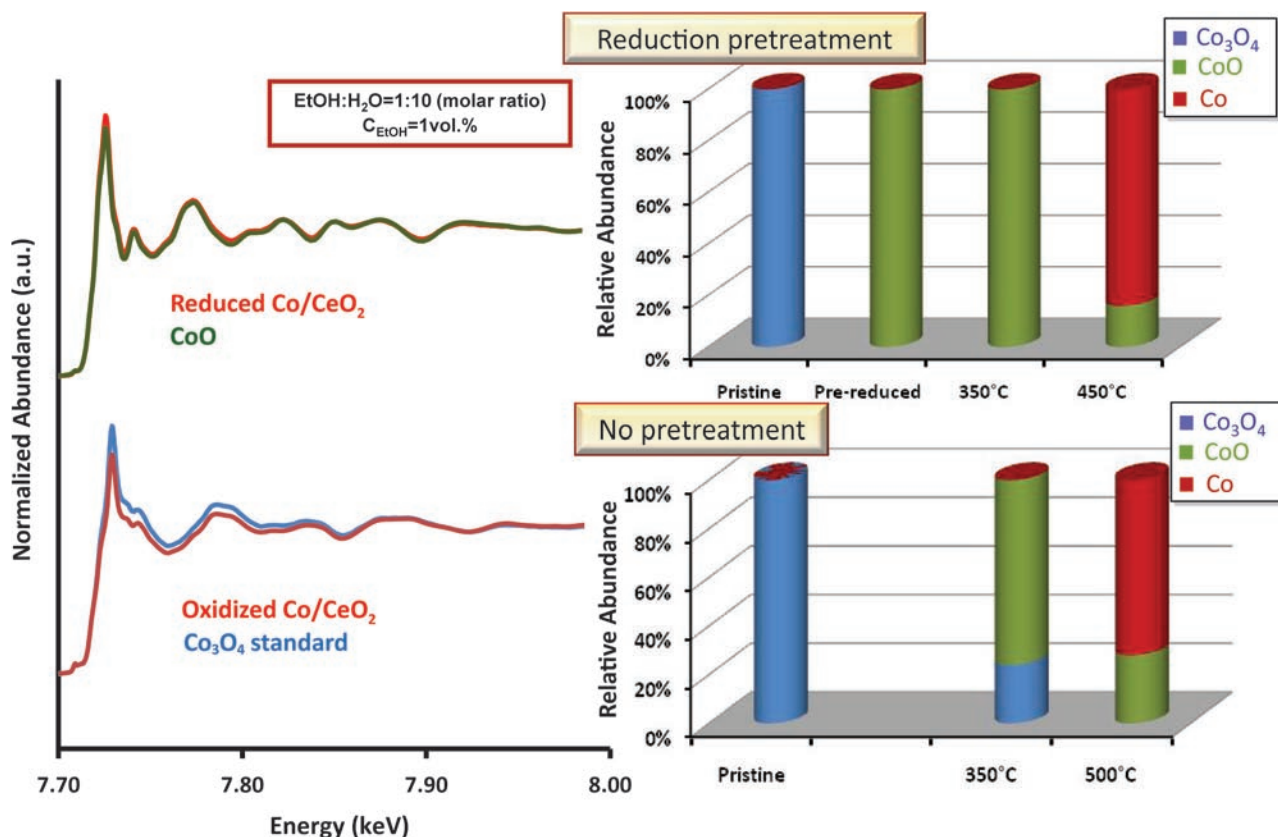 EtOH:H₂O=1:10 (molar ratio)
C_EtOH=1vol.%
Normalized Abundance (a.u.)
Reduced Co/CeO₂
CoO
Oxidized Co/CeO₂
Co₃O₄ standard
7.70 7.80 7.90 8.00
Energy (keV)
Reduction pretreatment
Co₃O₄
CoO
Co
Relative Abundance
100%
80%
60%
40%
20%
0%
Pristine Pre-reduced 350°C 450°C
No pretreatment
Co₃O₄
CoO
Co
Relative Abundance
100%
80%
60%
40%
20%
0%
Pristine 350°C 500°C